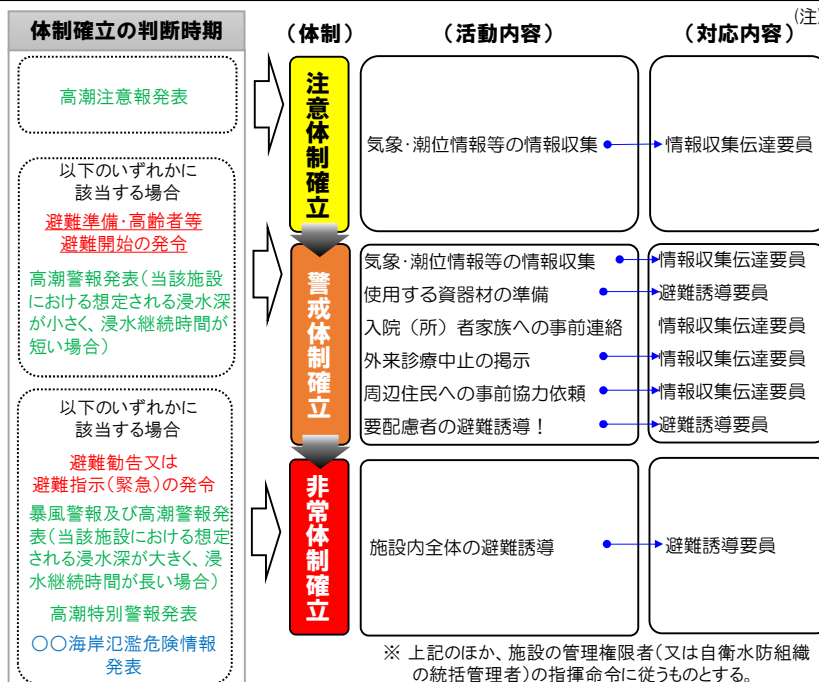 体制確立の判断時期
（体制）
（活動内容）
（対応内容）
(注)
高潮注意報発表
注意体制確立
気象・潮位情報等の情報収集
情報収集伝達要員
以下のいずれかに
該当する場合
避難準備・高齢者等
避難開始の発令
高潮警報発表（当該施設
における想定される浸水深
が小さく、浸水継続時間が
短い場合）
警戒体制確立
気象・潮位情報等の情報収集
情報収集伝達要員
使用する資器材の準備
避難誘導要員
入院（所）者家族への事前連絡
情報収集伝達要員
外来診療中止の掲示
情報収集伝達要員
周辺住民への事前協力依頼
情報収集伝達要員
要配慮者の避難誘導！
避難誘導要員
以下のいずれかに
該当する場合
避難勧告又は
避難指示（緊急）の発令
暴風警報及び高潮警報発
表（当該施設における想定
される浸水深が大きく、浸
水継続時間が長い場合）
高潮特別警報発表
〇〇海岸氾濫危険情報
発表
非常体制確立
施設内全体の避難誘導
避難誘導要員
※ 上記のほか、施設の管理権限者（又は自衛水防組織
の統括管理者）の指揮命令に従うものとする。